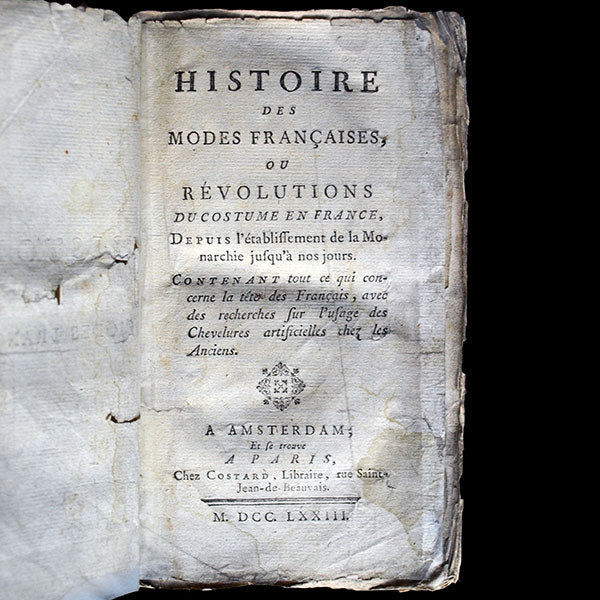 HISTOIRE
DES
MODES FRANÇAISES,
OU
RÉVOLUTIONS
DU COSTUME EN FRANCE,
DEPUIS l'établiſſement de la Mo-
narchie juſqu'à nos jours.
CONTENANT tout ce qui con-
cerne la tête des Français, avec
des recherches ſur l'uſage des
Chevelures artificielles chez les
Anciens.
A AMSTERDAM;
Et ſe trouve
A PARIS,
Chez COSTARD, Libraire, rue Saint-
Jean-de-Beauvais.
M. DCC. LXXIII.